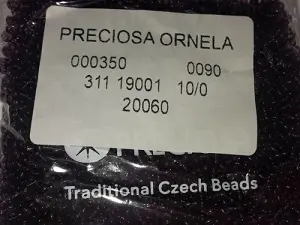 PRECIOSA ORNELA
000350 0090
311 19001 10/0
20060
Traditional Czech Beads